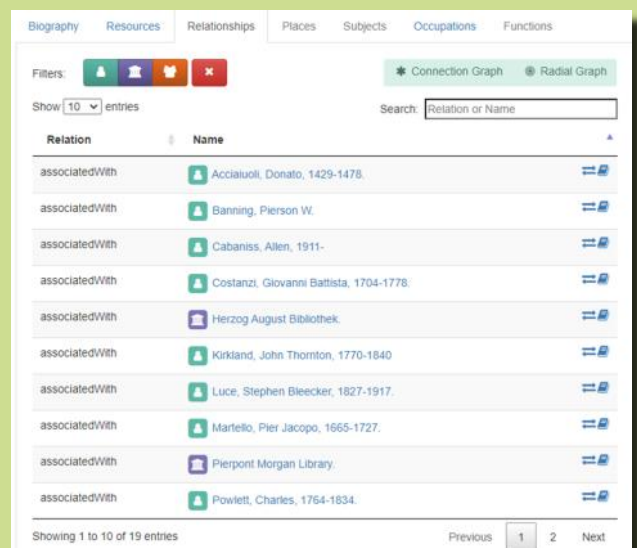 Biography Resources Relationships Places Subjects Occupations Functions
Filters: Connection Graph Radial Graph
Show 10 entries Search: Relation or Name
Relation Name
associatedWith Acciaiuoli, Donato, 1429-1478.
associatedWith Banning, Pierson W.
associatedWith Cabaniss, Allen, 1911-
associatedWith Costanzi, Giovanni Battista, 1704-1778.
associatedWith Herzog August Bibliothek.
associatedWith Kirkland, John Thornton, 1770-1840
associatedWith Luce, Stephen Bleecker, 1827-1917.
associatedWith Martello, Pier Jacopo, 1665-1727.
associatedWith Pierpont Morgan Library.
associatedWith Powlett, Charles, 1764-1834.
Showing 1 to 10 of 19 entries Previous 1 2 Next